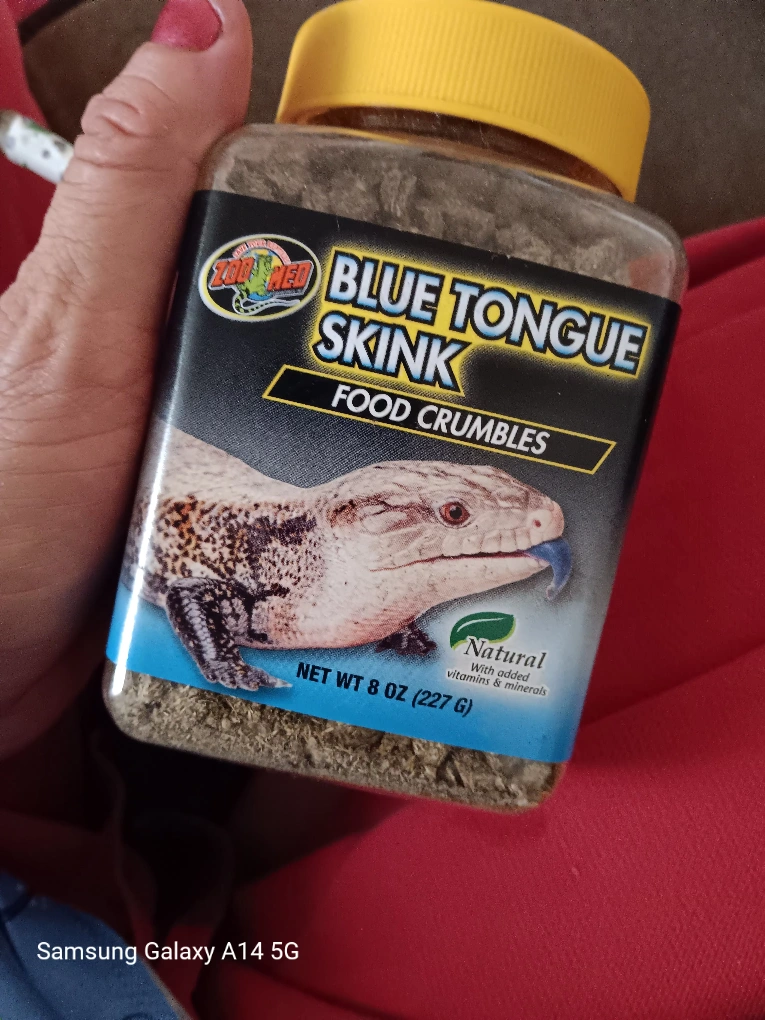 ZOO MED
BLUE TONGUE
SKINK
FOOD CRUMBLES
Natural
With added
vitamins & minerals
NET WT 8 OZ (227 G)
Samsung Galaxy A14 5G